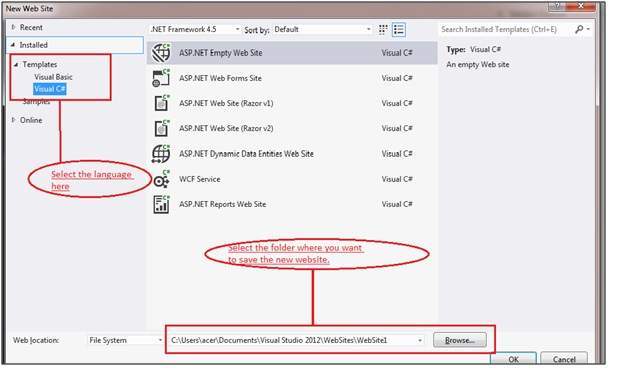 New Web Site
Recent
.NET Framework 4.5
Sort by: Default
Search Installed Templates (Ctrl+E)
Installed
Templates
Visual Basic
Visual C#
Samples
Online
ASP.NET Empty Web Site Visual C#
ASP.NET Web Forms Site Visual C#
ASP.NET Web Site (Razor v1) Visual C#
ASP.NET Web Site (Razor v2) Visual C#
ASP.NET Dynamic Data Entities Web Site Visual C#
WCF Service Visual C#
ASP.NET Reports Web Site Visual C#
Type: Visual C#
An empty Web site
Select the language
here
Select the folder where you want
to save the new website.
Web location: File System C:\Users\acer\Documents\Visual Studio 2012\WebSites\WebSite1 Browse...
OK Cancel